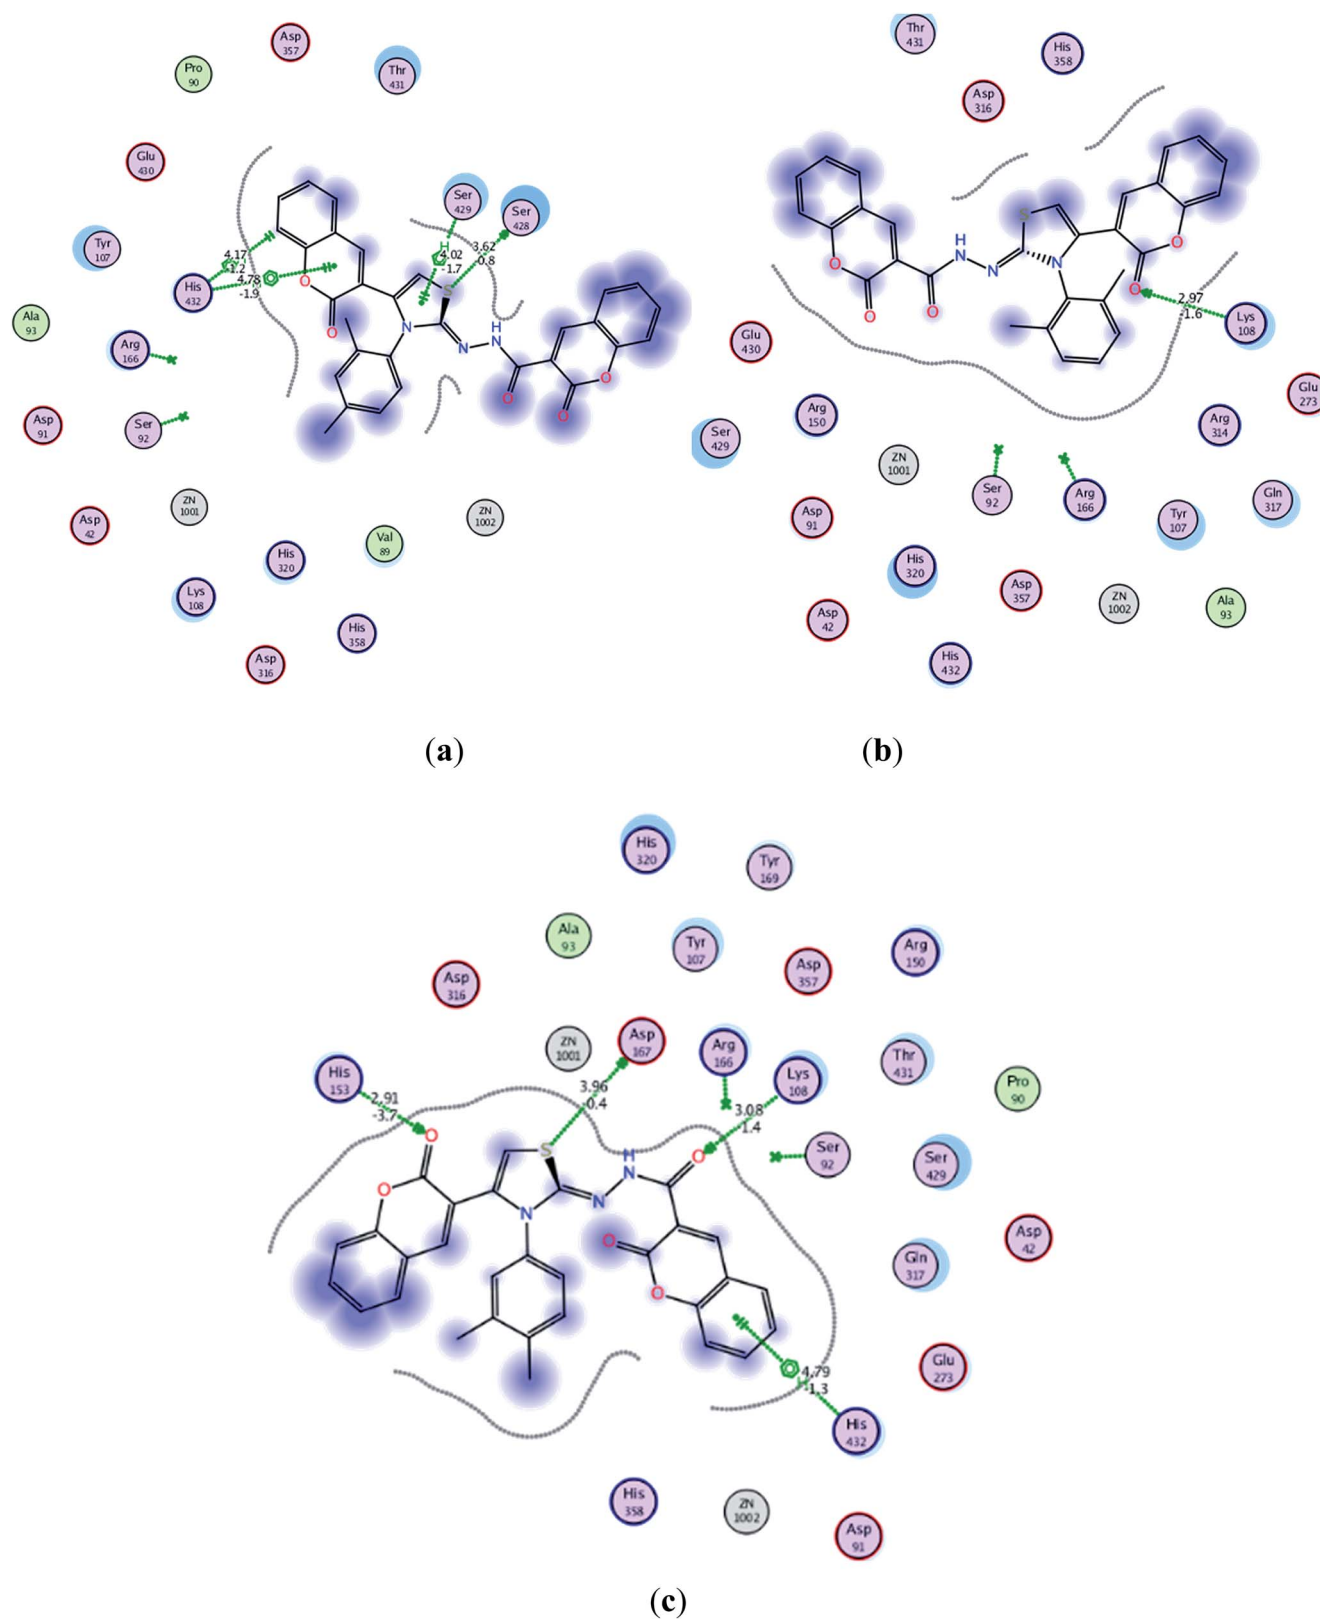 Asp
357
Pro
90
Thr
431
Glu
430
Ser
429
Ser
428
Tyr
107
4.17
-1.2
H
4.02
-1.7
3.62
-0.8
His
432
4.78
-1.9
O
O
S
N
N
H
N
O
O
O
Ala
93
Arg
166
Asp
91
Ser
92
ZN
1001
ZN
1002
Asp
42
Val
89
His
320
Lys
108
His
358
Asp
316
(a)
Thr
431
His
358
Asp
316
S
H
N
N
N
O
O
O
O
O
2.97
-1.6
Lys
108
Glu
430
Glu
273
Arg
150
Arg
314
Ser
429
ZN
1001
Ser
92
Arg
166
Gln
317
Asp
91
Tyr
107
His
320
Asp
357
ZN
1002
Ala
93
Asp
42
His
432
(b)
His
320
Tyr
169
Ala
93
Tyr
107
Arg
150
Asp
316
Asp
357
ZN
1001
Asp
167
Arg
166
Thr
431
His
153
Lys
108
Pro
90
2.91
-3.7
3.96
-0.4
3.08
1.4
O
S
H
N
O
Ser
92
Ser
429
O
N
N
O
O
Asp
42
Gln
317
4.79
-1.3
H
Glu
273
His
432
His
358
ZN
1002
Asp
91
(c)